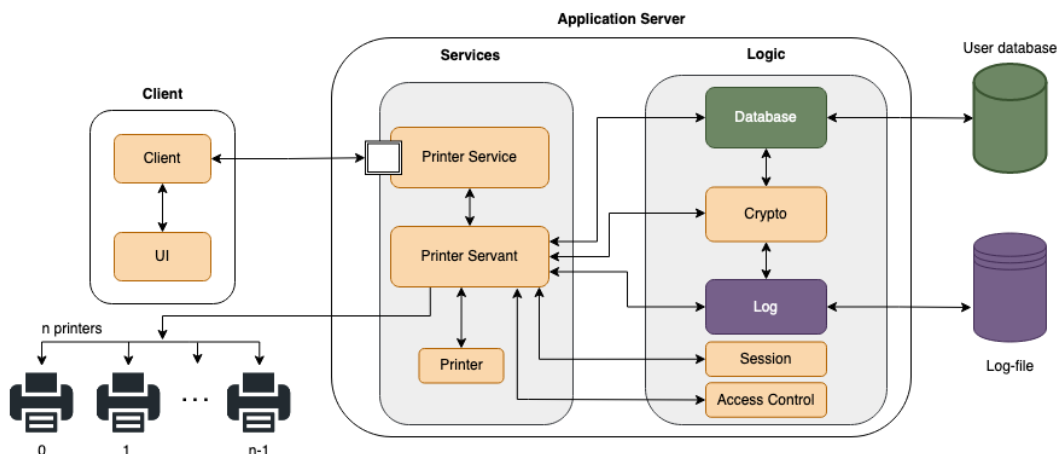 Application Server
Services
Logic
User database
Client
Client
UI
Printer Service
Printer Servant
Printer
Database
Crypto
Log
Session
Access Control
Log-file
n printers
. . .
0
1
n-1